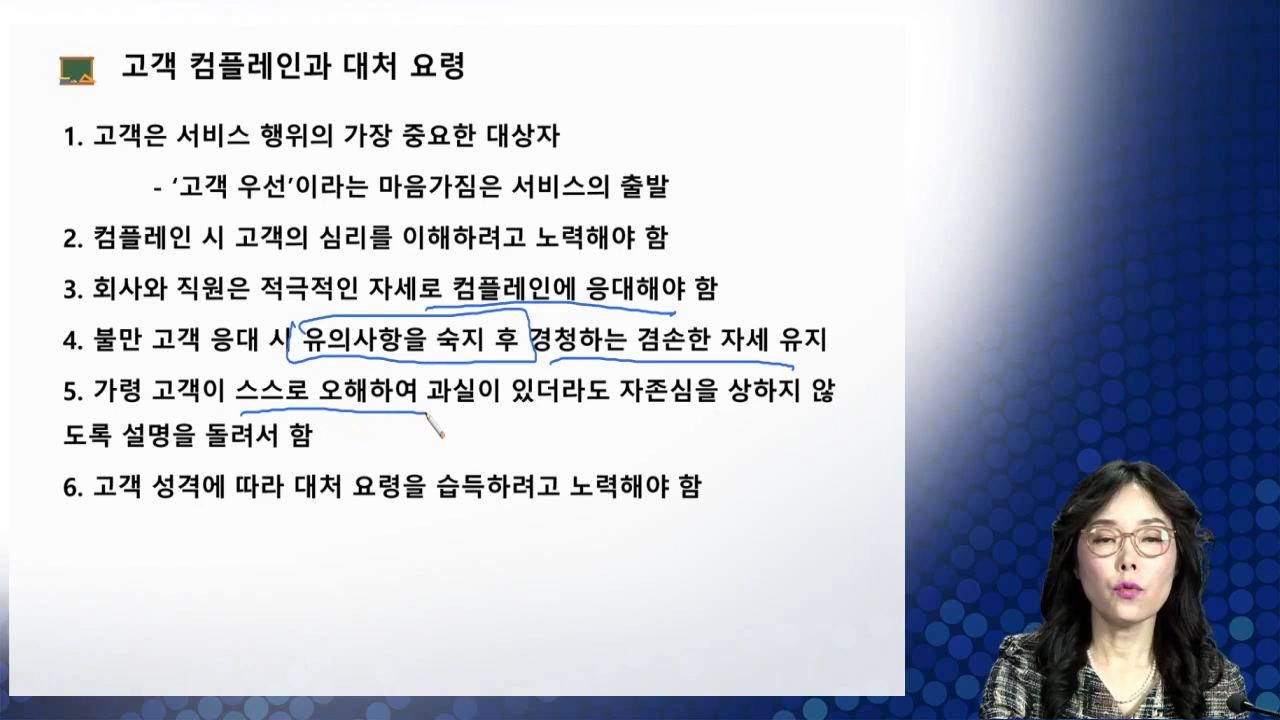 고객 컴플레인과 대처 요령
1. 고객은 서비스 행위의 가장 중요한 대상자
- ‘고객 우선’이라는 마음가짐은 서비스의 출발
2. 컴플레인 시 고객의 심리를 이해하려고 노력해야 함
3. 회사와 직원은 적극적인 자세로 컴플레인에 응대해야 함
4. 불만 고객 응대 시 유의사항을 숙지 후 경청하는 겸손한 자세 유지
5. 가령 고객이 스스로 오해하여 과실이 있더라도 자존심을 상하지 않
도록 설명을 돌려서 함
6. 고객 성격에 따라 대처 요령을 습득하려고 노력해야 함